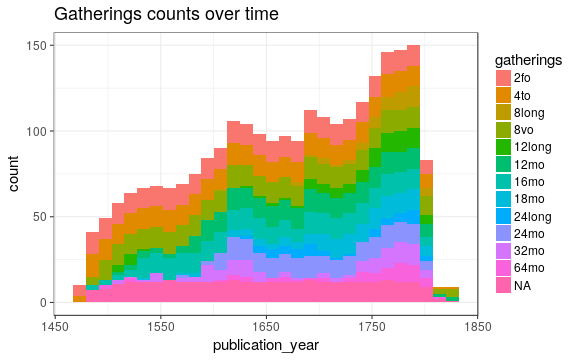 Gatherings counts over time
150
100
50
0
count
1450
1550
1650
1750
1850
publication_year
gatherings
2fo
4to
8long
8vo
12long
12mo
16mo
18mo
24long
24mo
32mo
64mo
NA